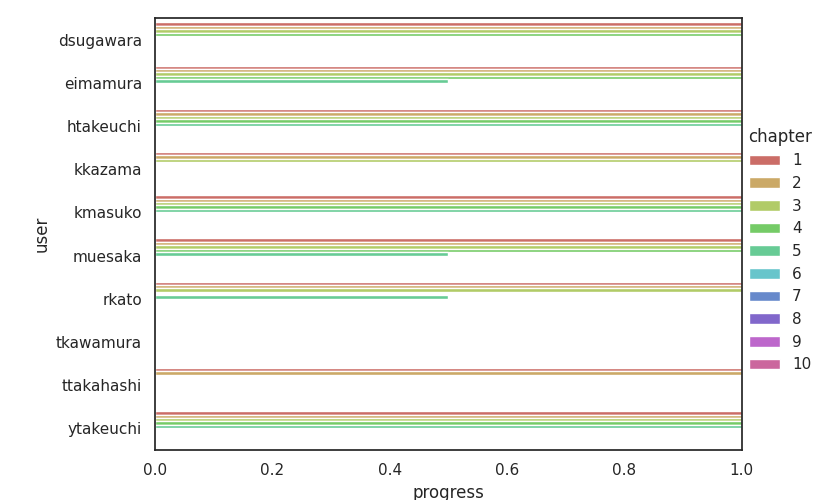 dsugawara
eimamura
htakeuchi
kkazama
kmasuko
muesaka
rkato
tkawamura
ttakahashi
ytakeuchi
user
0.0 0.2 0.4 0.6 0.8 1.0
progress
chapter
1
2
3
4
5
6
7
8
9
10